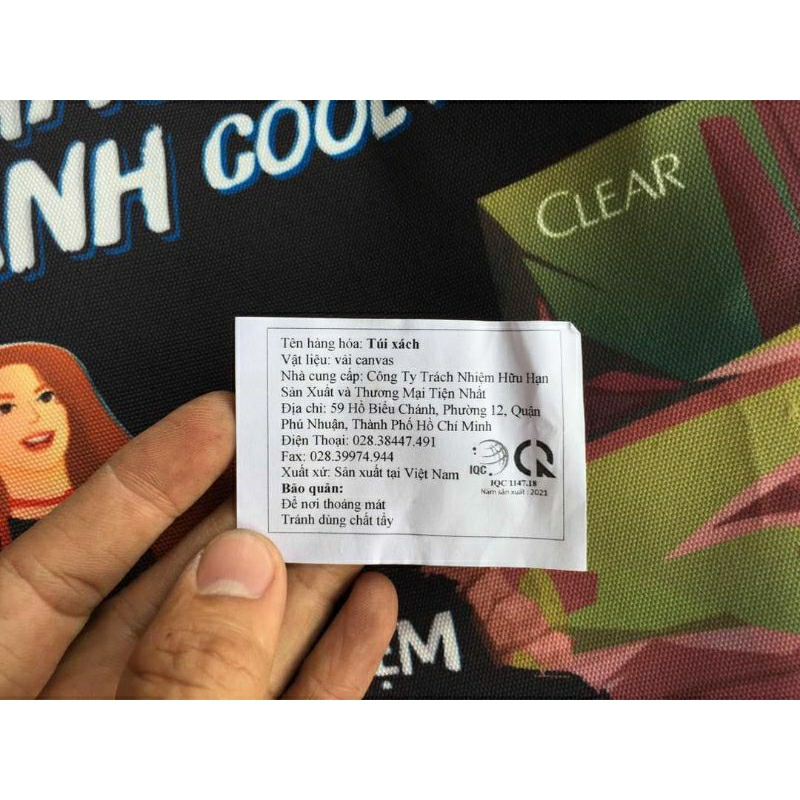 ANH COOL
CLEAR
Tên hàng hóa: Túi xách
Vật liệu: vải canvas
Nhà cung cấp: Công Ty Trách Nhiệm Hữu Hạn
Sản Xuất và Thương Mại Tiện Nhất
Địa chỉ: 59 Hồ Biểu Chánh, Phường 12, Quận
Phú Nhuận, Thành Phố Hồ Chí Minh
Điện Thoại: 028.38447.491
Fax: 028.39974.944
Xuất xứ: Sản xuất tại Việt Nam
IQC
IQC 1147.18
Năm sản xuất : 2021
Bảo quản:
Để nơi thoáng mát
Tránh dùng chất tẩy
ỆM